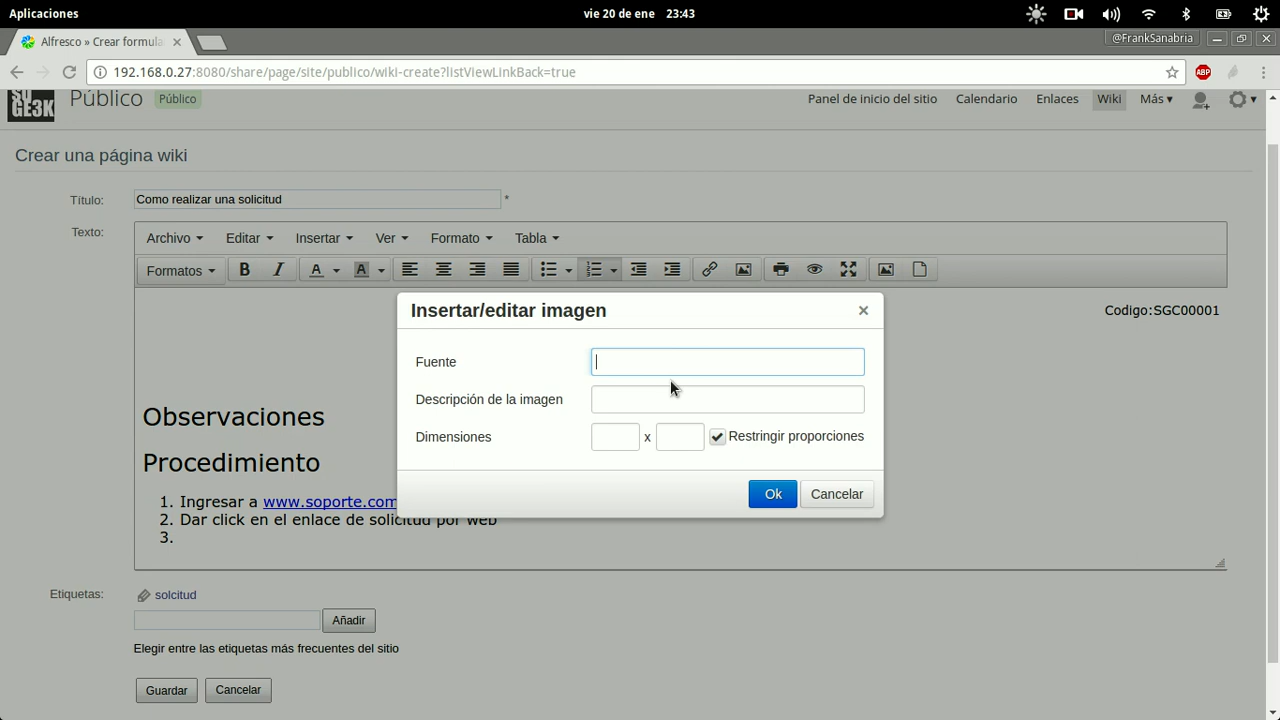 Aplicaciones vie 20 de ene 23:43
Alfresco » Crear formula @FrankSanabria
192.168.0.27:8080/share/page/site/publico/wiki-create?listViewLinkBack=true ABP
GE3K Público Público Panel de inicio del sitio Calendario Enlaces Wiki Más
Crear una página wiki
Título: Como realizar una solicitud *
Texto: Archivo Editar Insertar Ver Formato Tabla
Formatos B I A A
Insertar/editar imagen ×
Codigo:SGC00001
Fuente
Descripción de la imagen
Dimensiones x Restringir proporciones
Ok Cancelar
Observaciones
Procedimiento
1. Ingresar a www.soporte.com
2. Dar click en el enlace de solicitud por web
3.
Etiquetas: solcitud
Añadir
Elegir entre las etiquetas más frecuentes del sitio
Guardar Cancelar